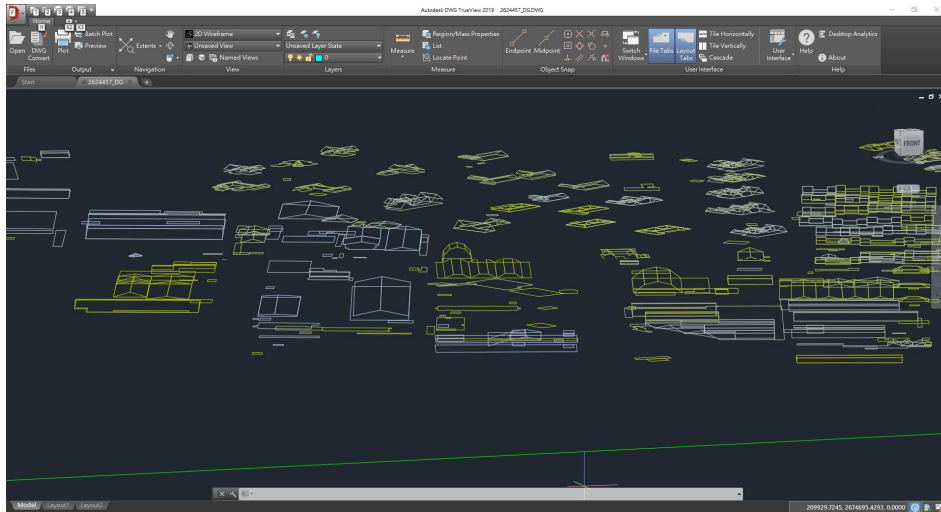 Autodesk DWG TrueView 2019 2624457_DG.DWG
Home
Open
DWG Convert
Files
Plot
Batch Plot
Preview
Output
Extents
Navigation
2D Wireframe
Unsaved View
Named Views
View
Unsaved Layer State
0
Layers
Measure
Region/Mass Properties
List
Locate Point
Measure
Endpoint Midpoint
Object Snap
Switch Windows
File Tabs
Layout Tabs
Tile Horizontally
Tile Vertically
Cascade
User Interface
User Interface
Help
Desktop Analytics
About
Help
Start
2624457_DG
FRONT
Model Layout1 Layout2
209929.7245, 2674695.4293, 0.0000